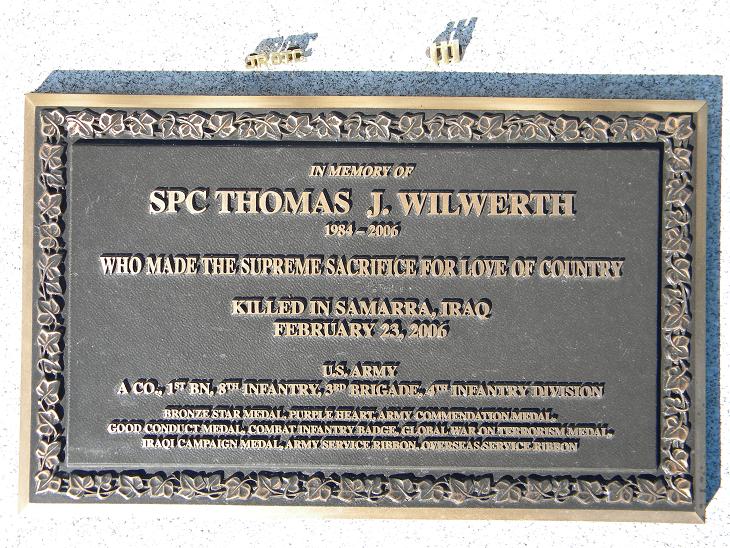 IN MEMORY OF
SPC THOMAS J. WILWERTH
1984 – 2006
WHO MADE THE SUPREME SACRIFICE FOR LOVE OF COUNTRY
KILLED IN SAMARRA, IRAQ
FEBRUARY 23, 2006
U.S. ARMY
A CO., 1ST BN, 8TH INFANTRY, 3RD BRIGADE, 4TH INFANTRY DIVISION
BRONZE STAR MEDAL, PURPLE HEART, ARMY COMMENDATION MEDAL,
GOOD CONDUCT MEDAL, COMBAT INFANTRY BADGE, GLOBAL WAR ON TERRORISM MEDAL,
IRAQI CAMPAIGN MEDAL, ARMY SERVICE RIBBON, OVERSEAS SERVICE RIBBON